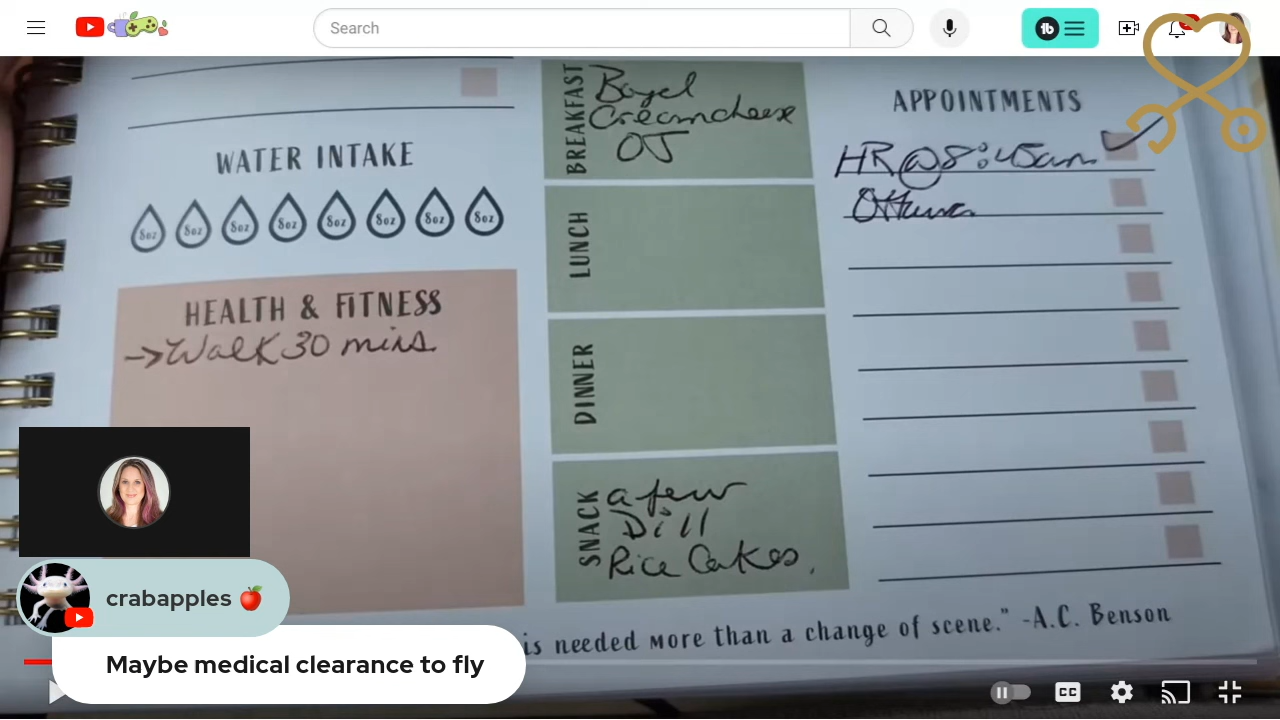 Search
WATER INTAKE
8oz 8oz 8oz 8oz 8oz 8oz 8oz 8oz
HEALTH & FITNESS
→Walk 30 mins.
BREAKFAST
Bagel
Creamcheese
OJ
LUNCH
DINNER
SNACK
a few
Dill
Rice Cakes.
APPOINTMENTS
HR @ 8:45am
Ottawa
is needed more than a change of scene." -A.C. Benson
crabapples 🍎
Maybe medical clearance to fly
CC